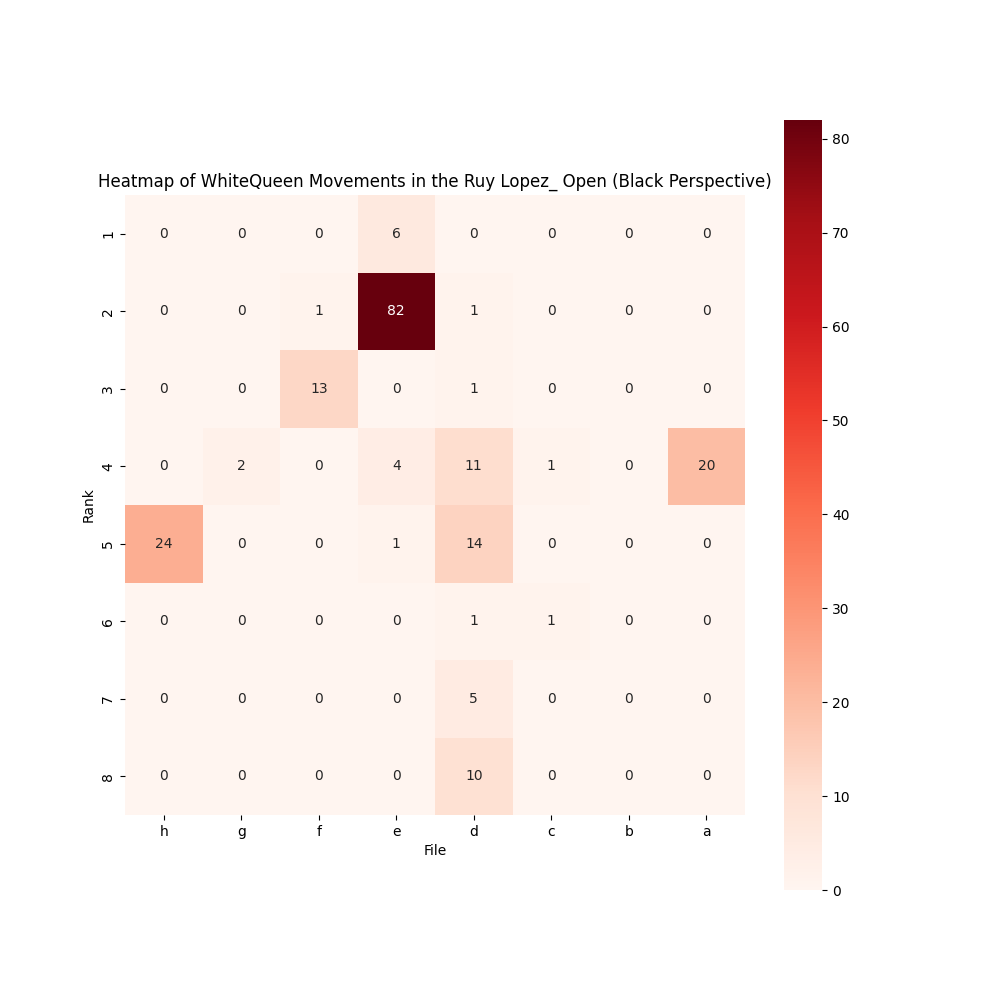 Heatmap of WhiteQueen Movements in the Ruy Lopez_ Open (Black Perspective)
1 0 0 0 6 0 0 0 0
2 0 0 1 82 1 0 0 0
3 0 0 13 0 1 0 0 0
4 0 2 0 4 11 1 0 20
5 24 0 0 1 14 0 0 0
6 0 0 0 0 1 1 0 0
7 0 0 0 0 5 0 0 0
8 0 0 0 0 10 0 0 0
h g f e d c b a
File
Rank
80
70
60
50
40
30
20
10
0